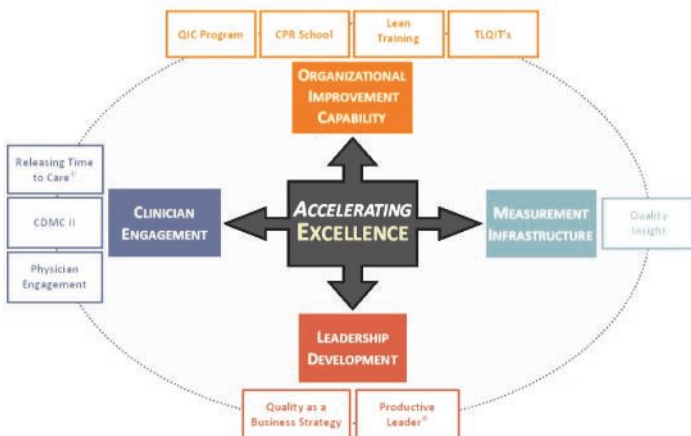 QIC Program
CPR School
Lean
Training
TLQIT's
ORGANIZATIONAL
IMPROVEMENT
CAPABILITY
Releasing Time
to Care®
CDMC II
Physician
Engagement
CLINICIAN
ENGAGEMENT
ACCELERATING
EXCELLENCE
MEASUREMENT
INFRASTRUCTURE
Quality
Insight
LEADERSHIP
DEVELOPMENT
Quality as a
Business Strategy
Productive
Leader®